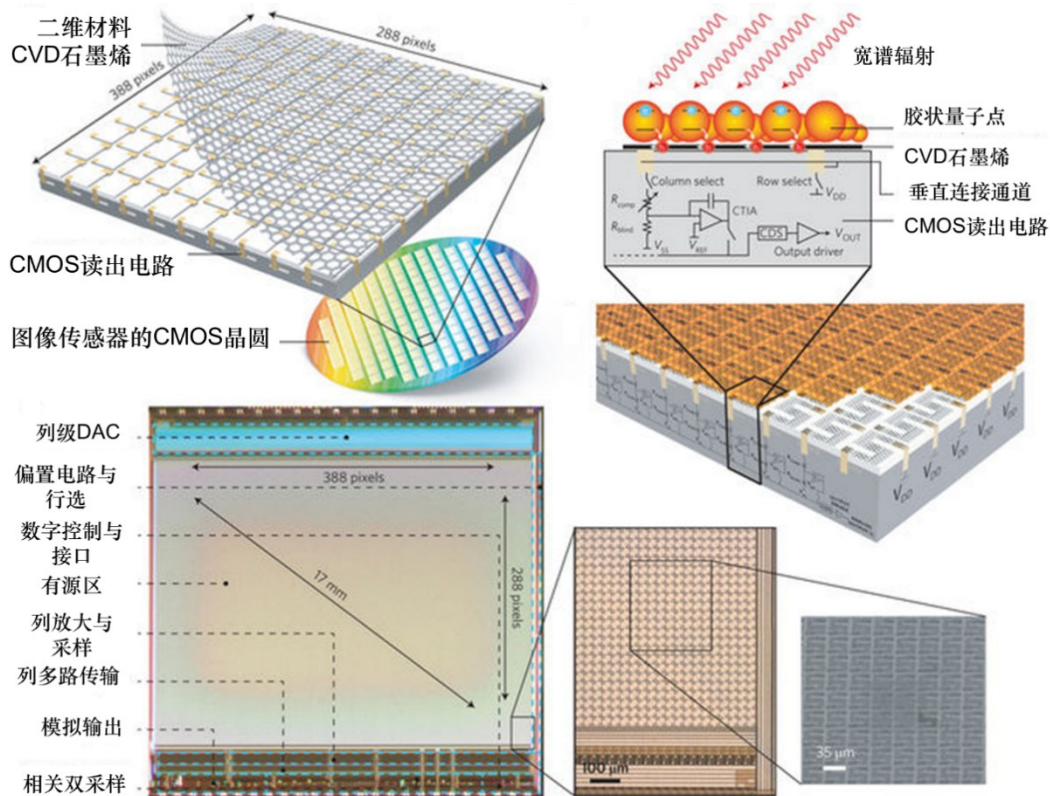 二维材料
CVD石墨烯
388 pixels
288 pixels
CMOS读出电路
图像传感器的CMOS晶圆
宽谱辐射
胶状量子点
CVD石墨烯
垂直连接通道
CMOS读出电路
Column select
Row select
Rcomp
VDD
CTIA
Rblind
VSS
VREF
CDS
VOUT
Output driver
VDD
VDD
VDD
VDD
VDD
VDD
列级DAC
偏置电路与
行选
数字控制与
接口
有源区
列放大与
采样
列多路传输
模拟输出
相关双采样
388 pixels
288 pixels
17 mm
100 μm
35 μm